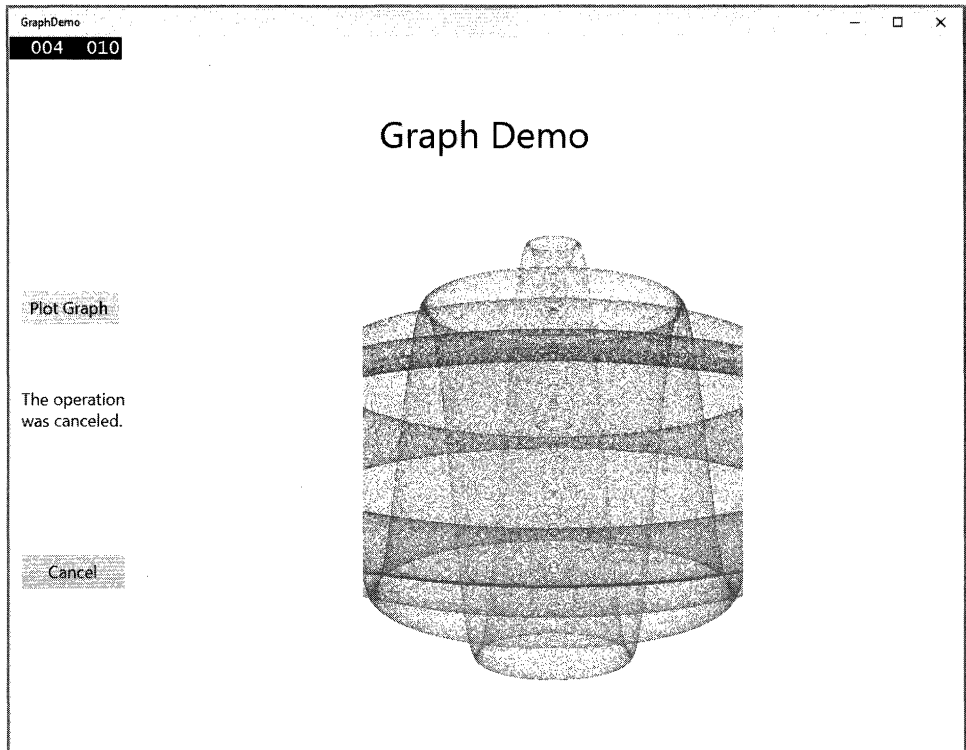 GraphDemo
004 010
Graph Demo
Plot Graph
The operation
was canceled.
Cancel